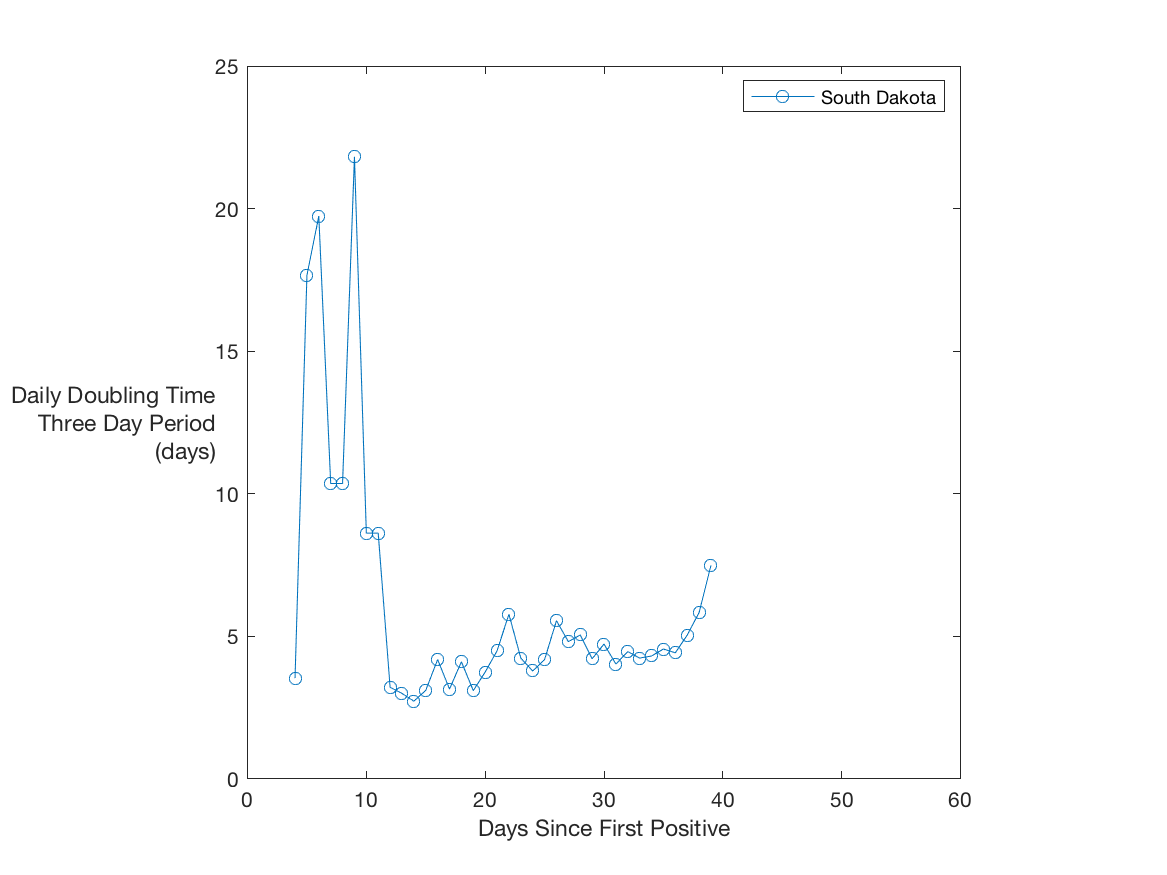 25
South Dakota
20
15
Daily Doubling Time
Three Day Period
(days)
10
5
0
0 10 20 30 40 50 60
Days Since First Positive